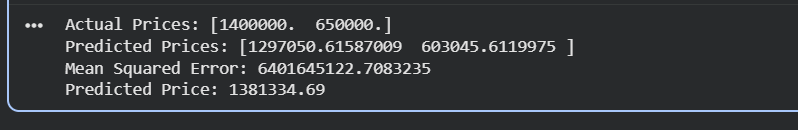 Actual Prices: [1400000.  650000.]
Predicted Prices: [1297050.61587009  603045.6119975 ]
Mean Squared Error: 6401645122.7083235
Predicted Price: 1381334.69